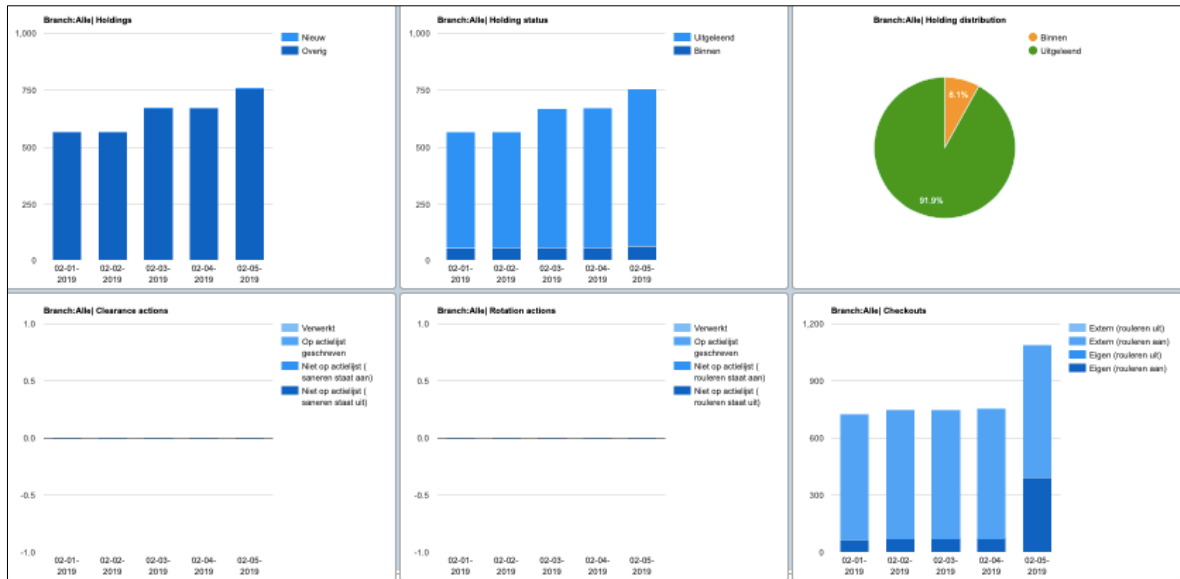 Branch:Alle| Holdings
1,000
750
500
250
0
Nieuw
Overig
02-01-
2019
02-02-
2019
02-03-
2019
02-04-
2019
02-05-
2019
Branch:Alle| Holding status
1,000
750
500
250
0
Uitgeleend
Binnen
02-01-
2019
02-02-
2019
02-03-
2019
02-04-
2019
02-05-
2019
Branch:Alle| Holding distribution
Binnen
Uitgeleend
8.1%
91.9%
Branch:Alle| Clearance actions
1.0
0.5
0.0
-0.5
-1.0
Verwerkt
Op actielijst
geschreven
Niet op actielijst (
saneren staat aan)
Niet op actielijst (
saneren staat uit)
02-01-
2019
02-02-
2019
02-03-
2019
02-04-
2019
02-05-
2019
Branch:Alle| Rotation actions
1.0
0.5
0.0
-0.5
-1.0
Verwerkt
Op actielijst
geschreven
Niet op actielijst (
rouleren staat aan)
Niet op actielijst (
rouleren staat uit)
02-01-
2019
02-02-
2019
02-03-
2019
02-04-
2019
02-05-
2019
Branch:Alle| Checkouts
1,200
900
600
300
0
Extern (rouleren uit)
Extern (rouleren aan)
Eigen (rouleren uit)
Eigen (rouleren aan)
02-01-
2019
02-02-
2019
02-03-
2019
02-04-
2019
02-05-
2019